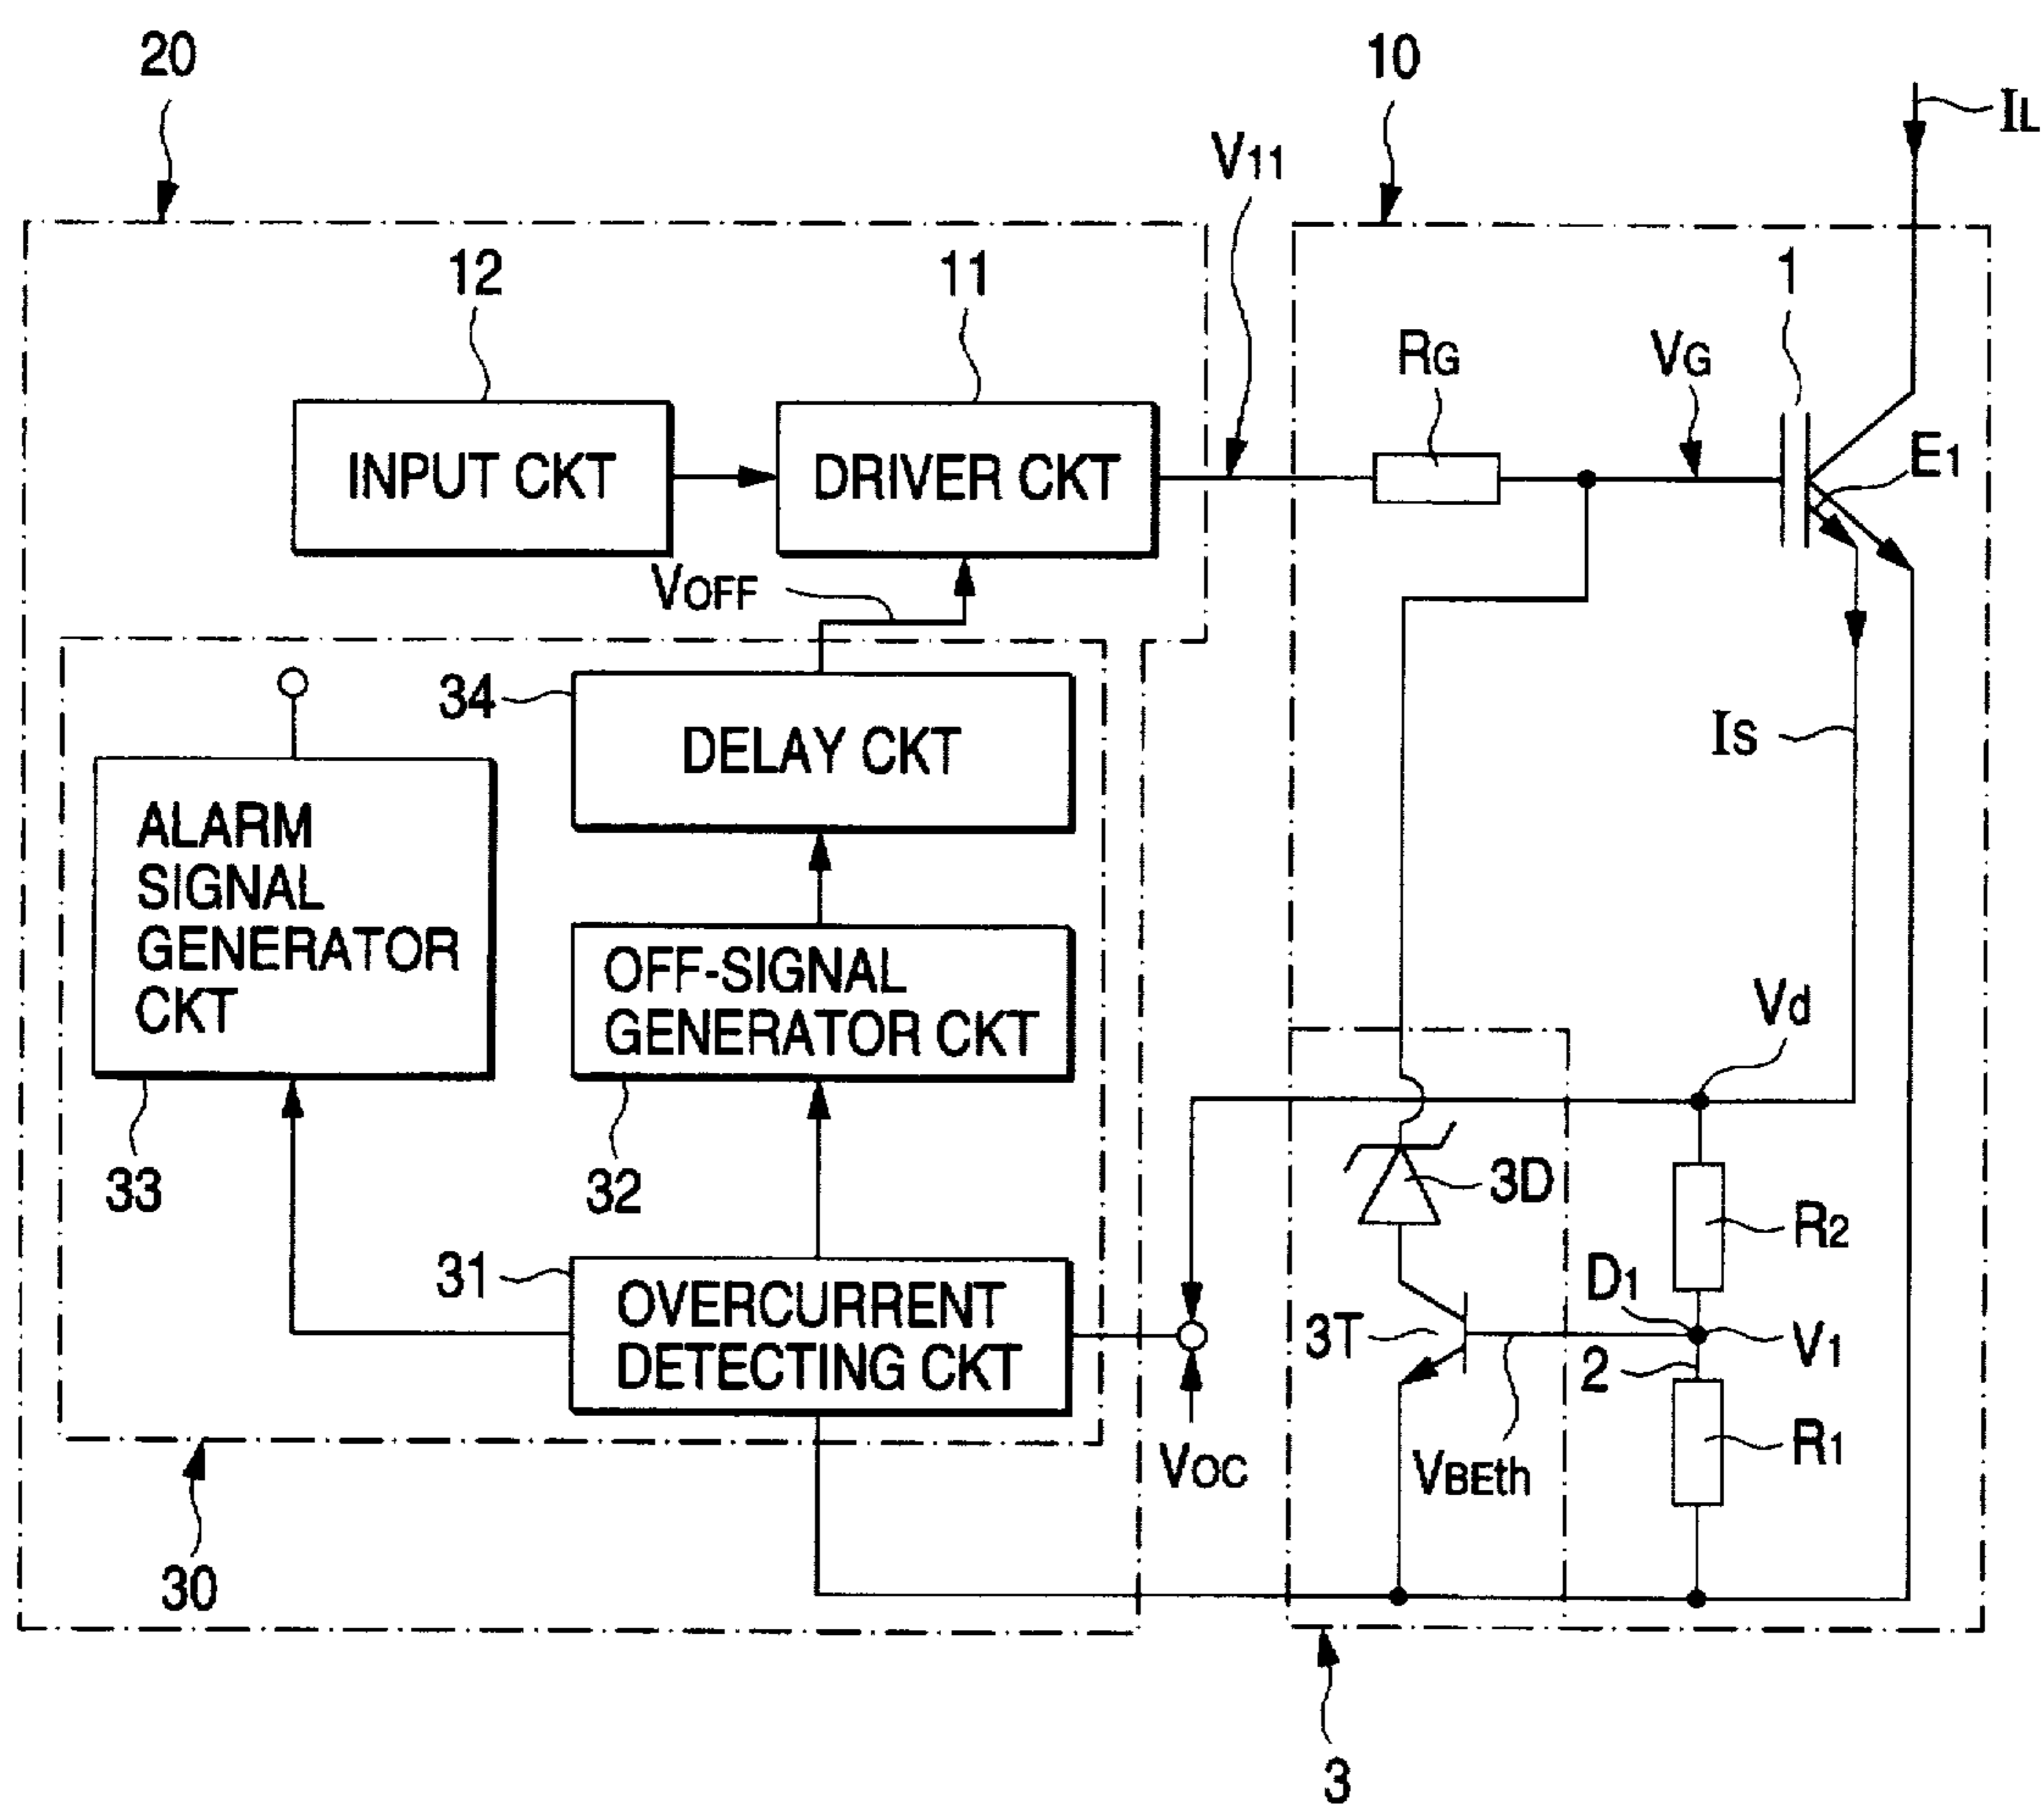 20
10
IL
V11
12
11
1
RG
VG
E1
INPUT CKT
DRIVER CKT
VOFF
34
DELAY CKT
IS
ALARM
SIGNAL
GENERATOR
CKT
OFF-SIGNAL
GENERATOR CKT
Vd
33
32
3D
R2
31
OVERCURRENT
DETECTING CKT
D1
3T
V1
2
R1
VOC
VBEth
30
3